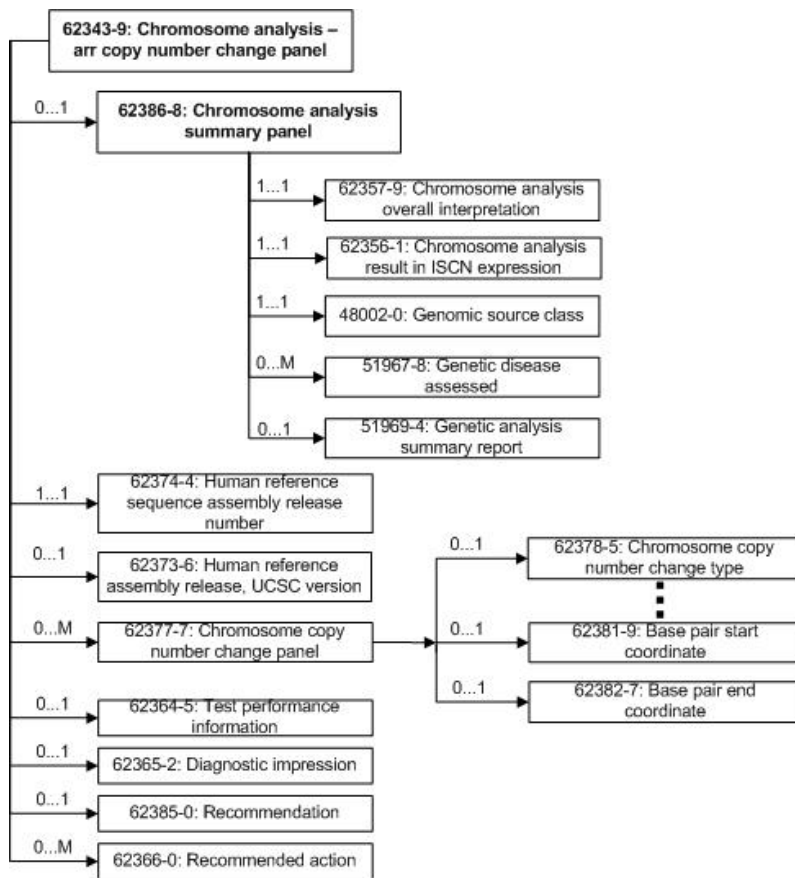 62343-9: Chromosome analysis –
arr copy number change panel
0...1
62386-8: Chromosome analysis
summary panel
1...1
62357-9: Chromosome analysis
overall interpretation
1...1
62356-1: Chromosome analysis
result in ISCN expression
1...1
48002-0: Genomic source class
0...M
51967-8: Genetic disease
assessed
0...1
51969-4: Genetic analysis
summary report
1...1
62374-4: Human reference
sequence assembly release
number
0...1
62373-6: Human reference
assembly release, UCSC version
0...M
62377-7: Chromosome copy
number change panel
0...1
62378-5: Chromosome copy
number change type
0...1
62381-9: Base pair start
coordinate
0...1
62382-7: Base pair end
coordinate
0...1
62364-5: Test performance
information
0...1
62365-2: Diagnostic impression
0...1
62385-0: Recommendation
0...M
62366-0: Recommended action